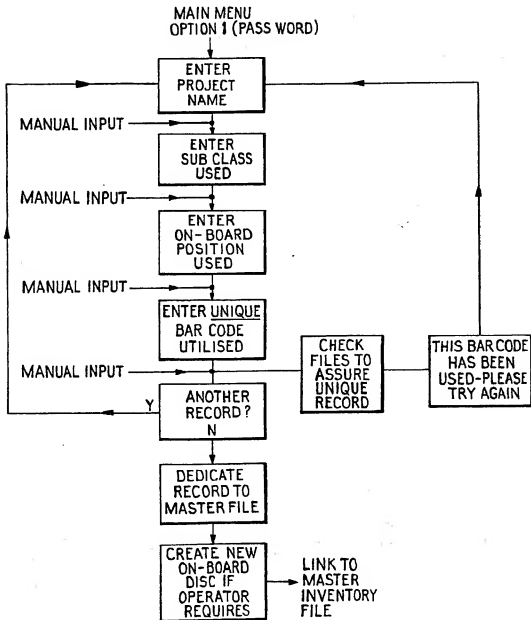 MAIN MENU
OPTION 1 (PASS WORD)
ENTER
PROJECT
NAME
MANUAL INPUT
ENTER
SUB CLASS
USED
MANUAL INPUT
ENTER
ON-BOARD
POSITION
USED
MANUAL INPUT
ENTER UNIQUE
BAR CODE
UTILISED
MANUAL INPUT
CHECK
FILES TO
ASSURE
UNIQUE
RECORD
THIS BAR CODE
HAS BEEN
USED-PLEASE
TRY AGAIN
Y
ANOTHER
RECORD?
N
DEDICATE
RECORD TO
MASTER FILE
CREATE NEW
ON-BOARD
DISC IF
OPERATOR
REQUIRES
LINK TO
MASTER
INVENTORY
FILE